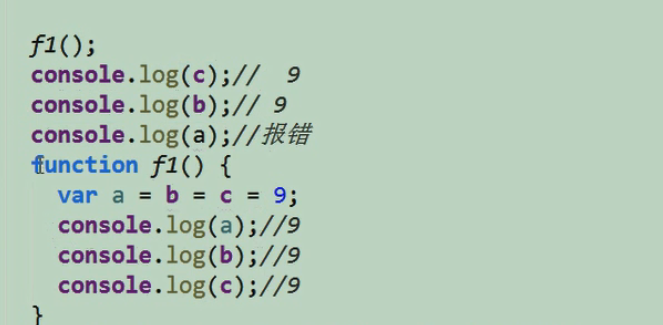 f1();
console.log(c);// 9
console.log(b);// 9
console.log(a);//报错
function f1() {
var a = b = c = 9;
console.log(a);//9
console.log(b);//9
console.log(c);//9
}